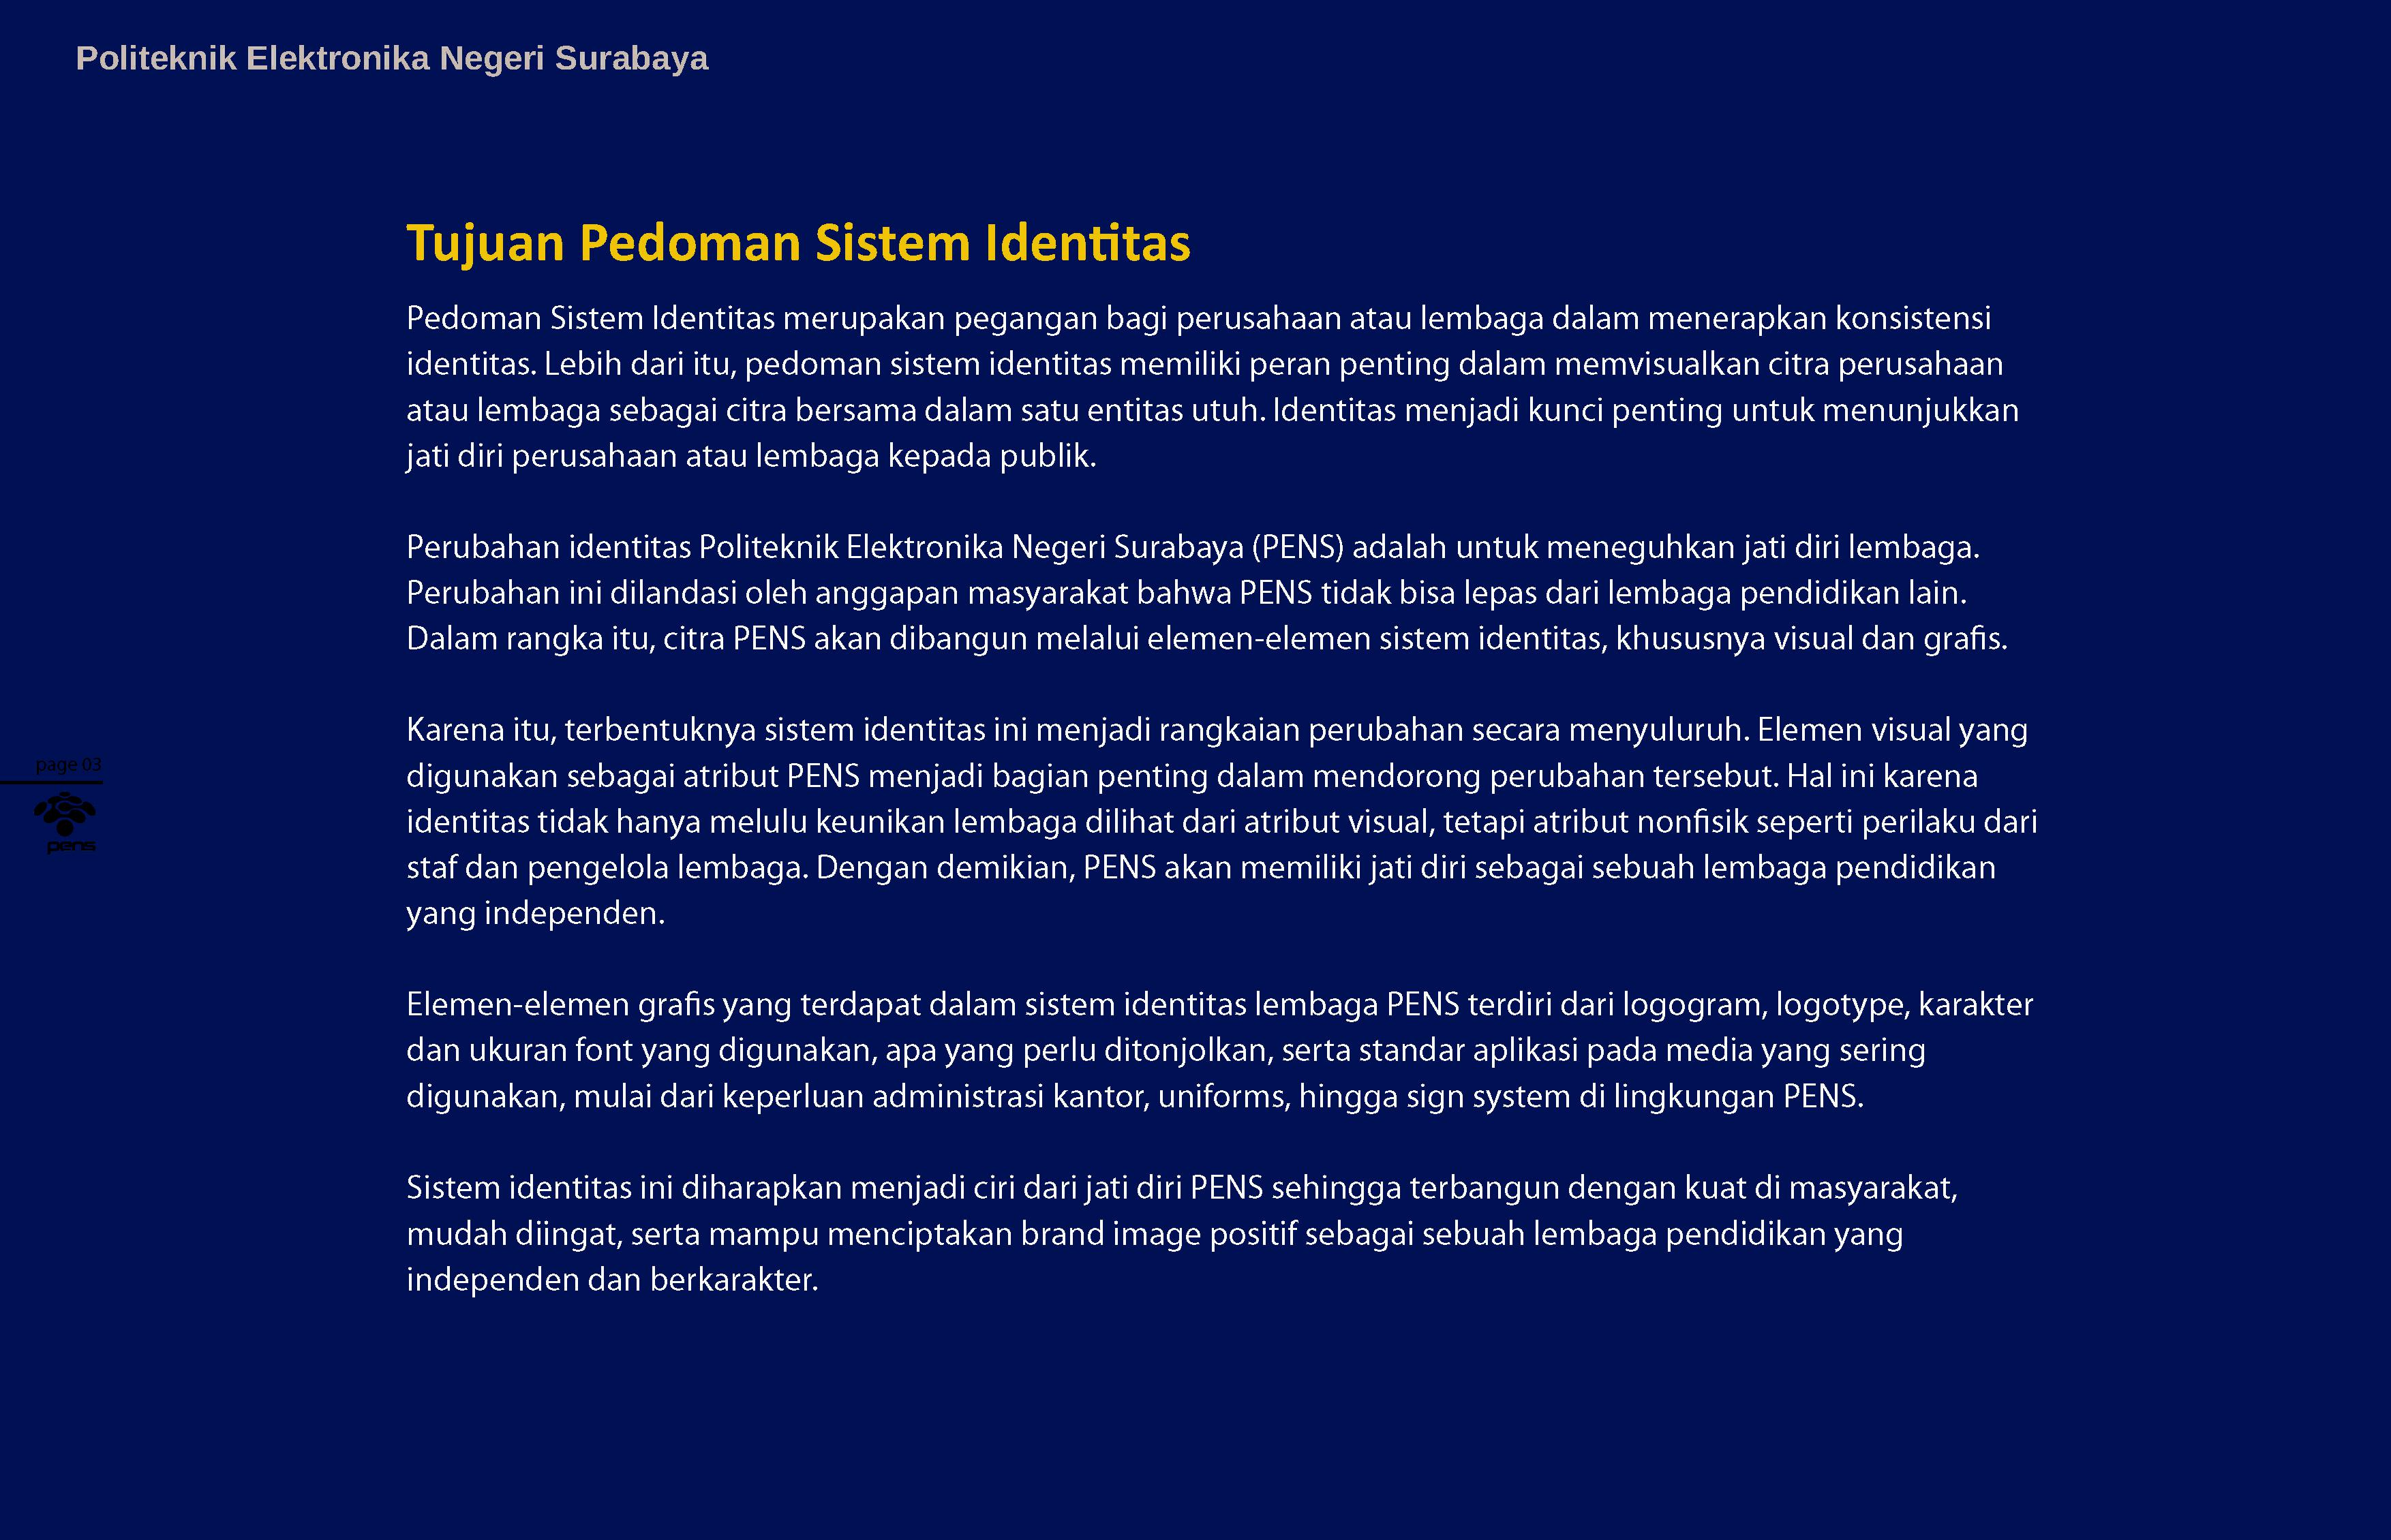 Politeknik Elektronika Negeri Surabaya
Tujuan Pedoman Sistem Identitas
Pedoman Sistem Identitas merupakan pegangan bagi perusahaan atau lembaga dalam menerapkan konsistensi
identitas. Lebih dari itu, pedoman sistem identitas memiliki peran penting dalam memvisualkan citra perusahaan
atau lembaga sebagai citra bersama dalam satu entitas utuh. Identitas menjadi kunci penting untuk menunjukkan
jati diri perusahaan atau lembaga kepada publik.
Perubahan identitas Politeknik Elektronika Negeri Surabaya (PENS) adalah untuk meneguhkan jati diri lembaga.
Perubahan ini dilandasi oleh anggapan masyarakat bahwa PENS tidak bisa lepas dari lembaga pendidikan lain.
Dalam rangka itu, citra PENS akan dibangun melalui elemen-elemen sistem identitas, khususnya visual dan grafis.
Karena itu, terbentuknya sistem identitas ini menjadi rangkaian perubahan secara menyuluruh. Elemen visual yang
digunakan sebagai atribut PENS menjadi bagian penting dalam mendorong perubahan tersebut. Hal ini karena
identitas tidak hanya melulu keunikan lembaga dilihat dari atribut visual, tetapi atribut nonfisik seperti perilaku dari
staf dan pengelola lembaga. Dengan demikian, PENS akan memiliki jati diri sebagai sebuah lembaga pendidikan
yang independen.
Elemen-elemen grafis yang terdapat dalam sistem identitas lembaga PENS terdiri dari logogram, logotype, karakter
dan ukuran font yang digunakan, apa yang perlu ditonjolkan, serta standar aplikasi pada media yang sering
digunakan, mulai dari keperluan administrasi kantor, uniforms, hingga sign system di lingkungan PENS.
Sistem identitas ini diharapkan menjadi ciri dari jati diri PENS sehingga terbangun dengan kuat di masyarakat,
mudah diingat, serta mampu menciptakan brand image positif sebagai sebuah lembaga pendidikan yang
independen dan berkarakter.
page 03
pens